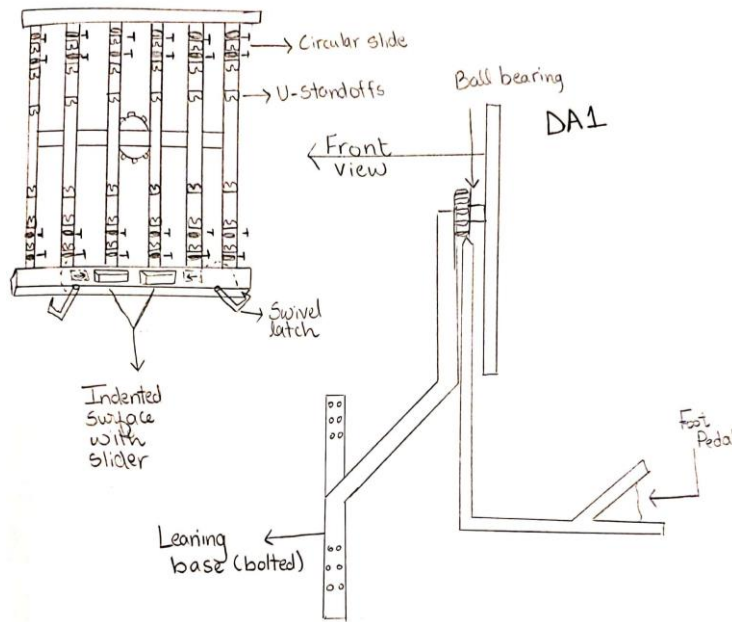 Circular slide
U-standoffs
Ball bearing
DA1
Front
view
Swivel
latch
Indented
surface
with
slider
Foot
Pedal
Leaning
base (bolted)